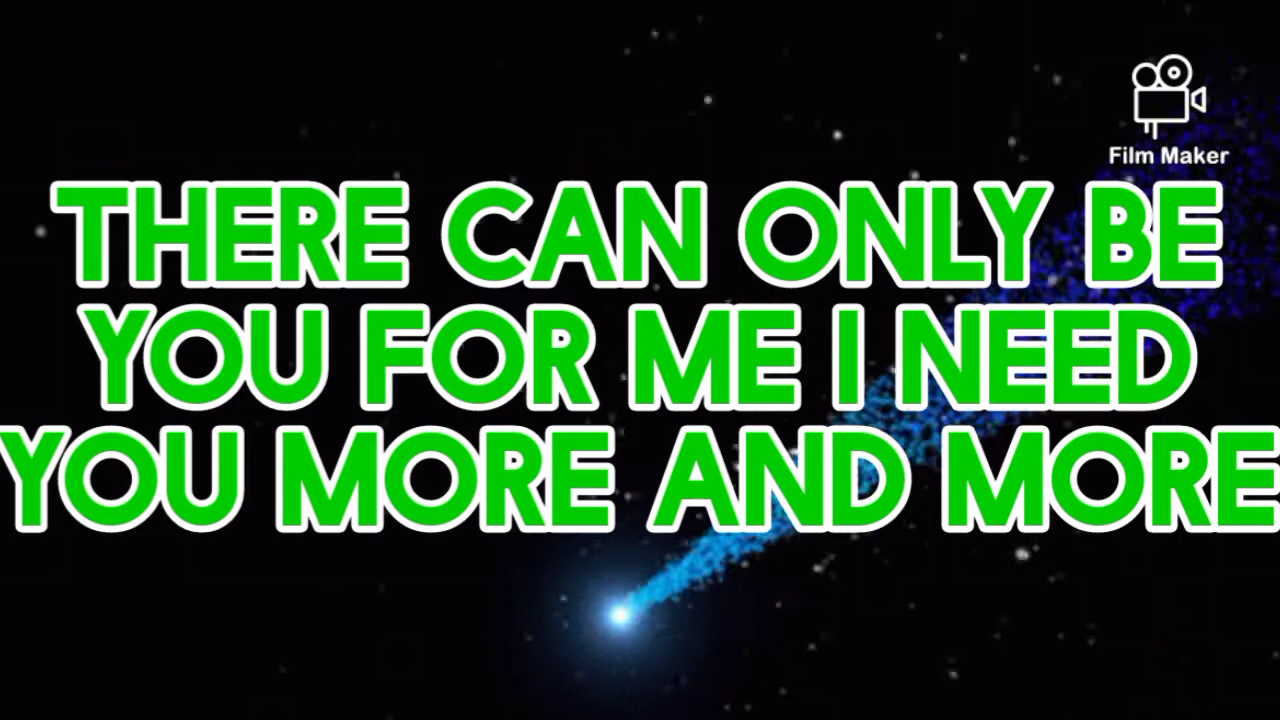 Film Maker
THERE CAN ONLY BE
YOU FOR ME I NEED
YOU MORE AND MORE